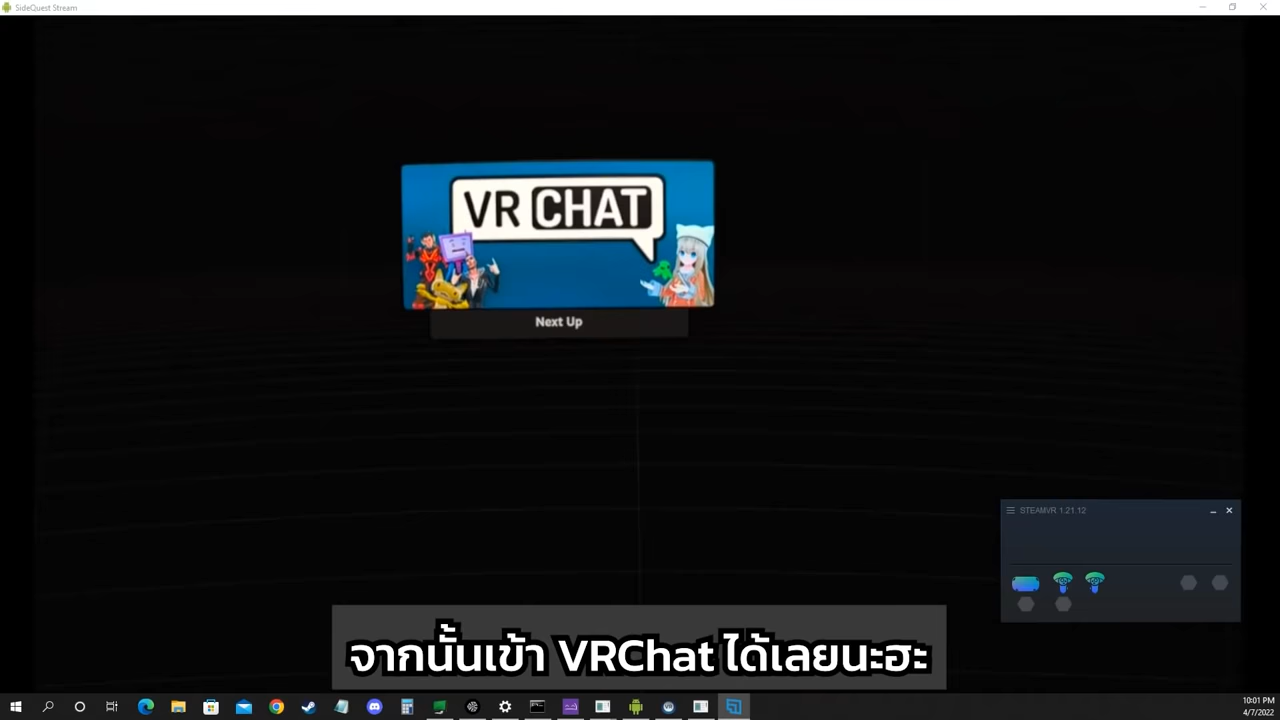 SideQuest Stream
VR CHAT
Next Up
STEAMVR 1.21.12
จากนั้นเข้า VRChat ได้เลยนะฮะ
10:01 PM
4/7/2022